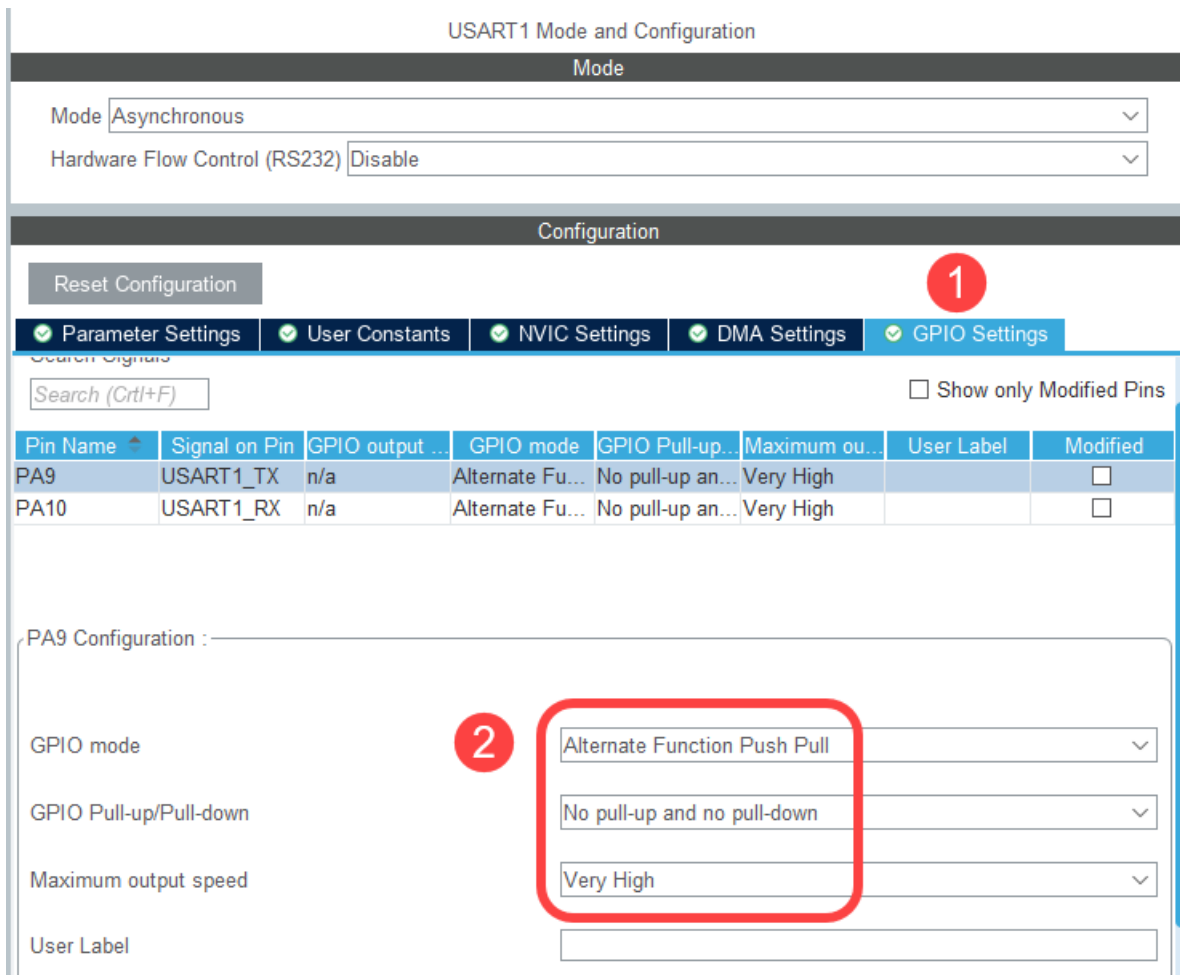 USART1 Mode and Configuration
Mode
Mode Asynchronous
Hardware Flow Control (RS232) Disable
Configuration
Reset Configuration
1
Parameter Settings User Constants NVIC Settings DMA Settings GPIO Settings
Search Signals
Search (Crtl+F) Show only Modified Pins
Pin Name Signal on Pin GPIO output ... GPIO mode GPIO Pull-up... Maximum ou... User Label Modified
PA9 USART1_TX n/a Alternate Fu... No pull-up an... Very High
PA10 USART1_RX n/a Alternate Fu... No pull-up an... Very High
PA9 Configuration :
2
GPIO mode Alternate Function Push Pull
GPIO Pull-up/Pull-down No pull-up and no pull-down
Maximum output speed Very High
User Label